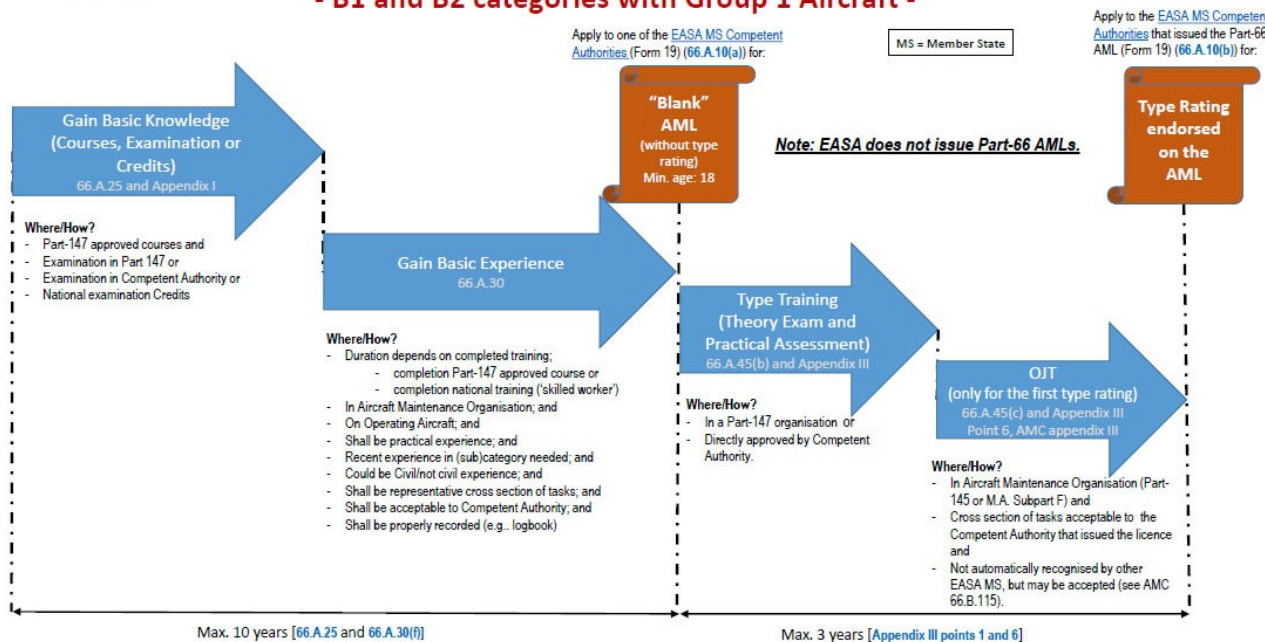 - B1 and B2 categories with Group 1 Aircraft -
Apply to one of the EASA MS Competent
Authorities (Form 19) (66.A.10(a)) for:
MS = Member State
Apply to the EASA MS Competent
Authorities that issued the Part-66
AML (Form 19) (66.A.10(b)) for:
Gain Basic Knowledge
(Courses, Examination or
Credits)
66.A.25 and Appendix I
"Blank"
AML
(without type
rating)
Min. age: 18
Note: EASA does not issue Part-66 AMLs.
Type Rating
endorsed
on the
AML
Where/How?
- Part-147 approved courses and
- Examination in Part 147 or
- Examination in Competent Authority or
- National examination Credits
Gain Basic Experience
66.A.30
Where/How?
- Duration depends on completed training;
- completion Part-147 approved course or
- completion national training ('skilled worker')
- In Aircraft Maintenance Organisation; and
- On Operating Aircraft; and
- Shall be practical experience; and
- Recent experience in (sub)category needed; and
- Could be Civil/not civil experience; and
- Shall be representative cross section of tasks; and
- Shall be acceptable to Competent Authority; and
- Shall be properly recorded (e.g.. logbook)
Type Training
(Theory Exam and
Practical Assessment)
66.A.45(b) and Appendix III
Where/How?
- In a Part-147 organisation or
- Directly approved by Competent
Authority.
OJT
(only for the first type rating)
66.A.45(c) and Appendix III
Point 6, AMC appendix III
Where/How?
- In Aircraft Maintenance Organisation (Part-
145 or M.A. Subpart F) and
- Cross section of tasks acceptable to the
Competent Authority that issued the licence
and
- Not automatically recognised by other
EASA MS, but may be accepted (see AMC
66.B.115).
Max. 10 years [66.A.25 and 66.A.30(f)]
Max. 3 years [Appendix III points 1 and 6]